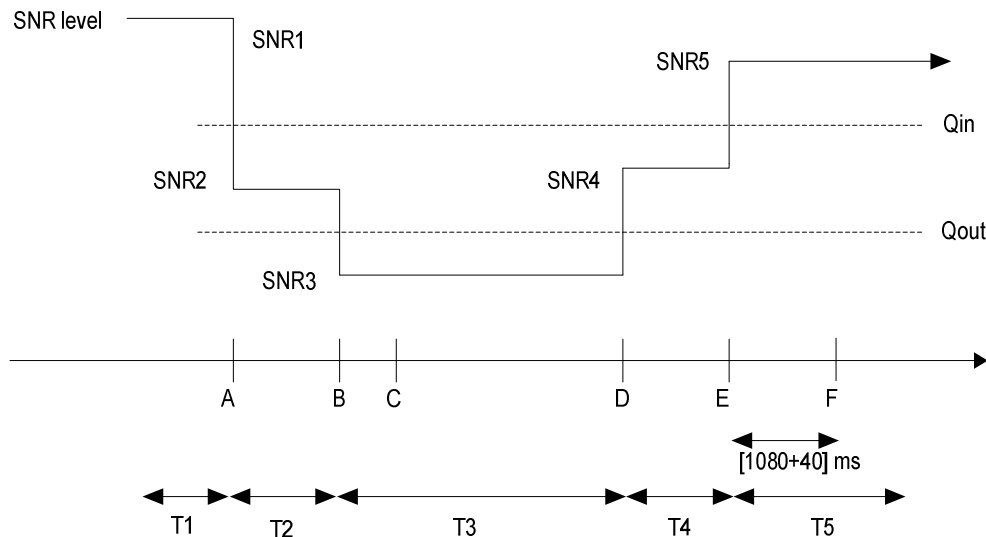 SNR level
SNR1
SNR5
Qin
SNR2
SNR4
Qout
SNR3
A
B
C
D
E
F
[1080+40] ms
T1
T2
T3
T4
T5